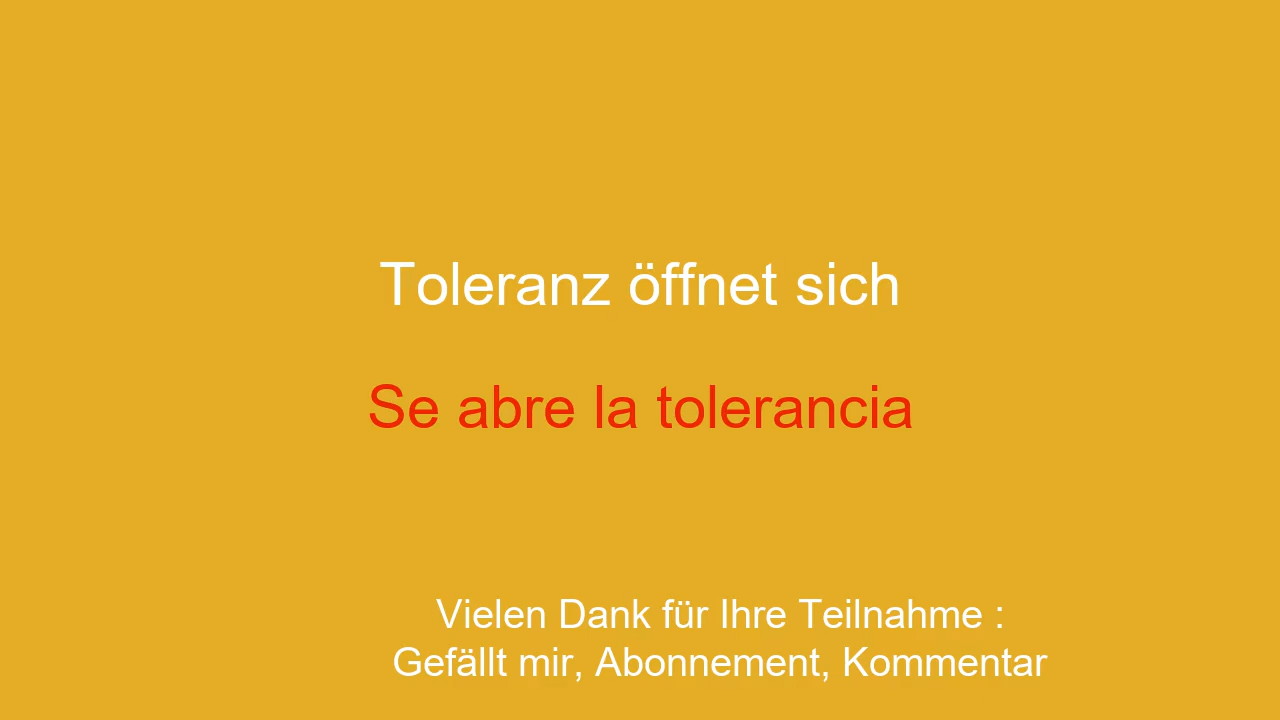 Toleranz öffnet sich
Se abre la tolerancia
Vielen Dank für Ihre Teilnahme :
Gefällt mir, Abonnement, Kommentar